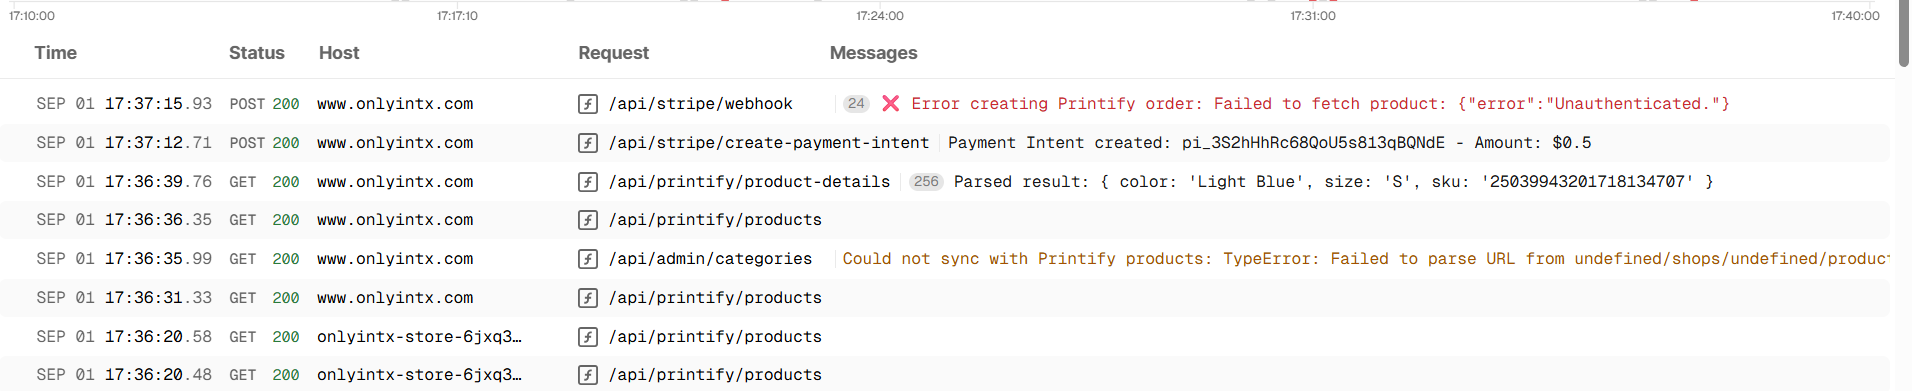 17:10:00 17:17:10 17:24:00 17:31:00 17:40:00
Time Status Host Request Messages
SEP 01 17:37:15.93 POST 200 www.onlyintx.com /api/stripe/webhook 24 ❌ Error creating Printify order: Failed to fetch product: {"error":"Unauthenticated."}
SEP 01 17:37:12.71 POST 200 www.onlyintx.com /api/stripe/create-payment-intent Payment Intent created: pi_3S2hHhRc68QoU5s813qBQNdE - Amount: $0.5
SEP 01 17:36:39.76 GET 200 www.onlyintx.com /api/printify/product-details 256 Parsed result: { color: 'Light Blue', size: 'S', sku: '25039943201718134707' }
SEP 01 17:36:36.35 GET 200 www.onlyintx.com /api/printify/products
SEP 01 17:36:35.99 GET 200 www.onlyintx.com /api/admin/categories Could not sync with Printify products: TypeError: Failed to parse URL from undefined/shops/undefined/product
SEP 01 17:36:31.33 GET 200 www.onlyintx.com /api/printify/products
SEP 01 17:36:20.58 GET 200 onlyintx-store-6jxq3… /api/printify/products
SEP 01 17:36:20.48 GET 200 onlyintx-store-6jxq3… /api/printify/products